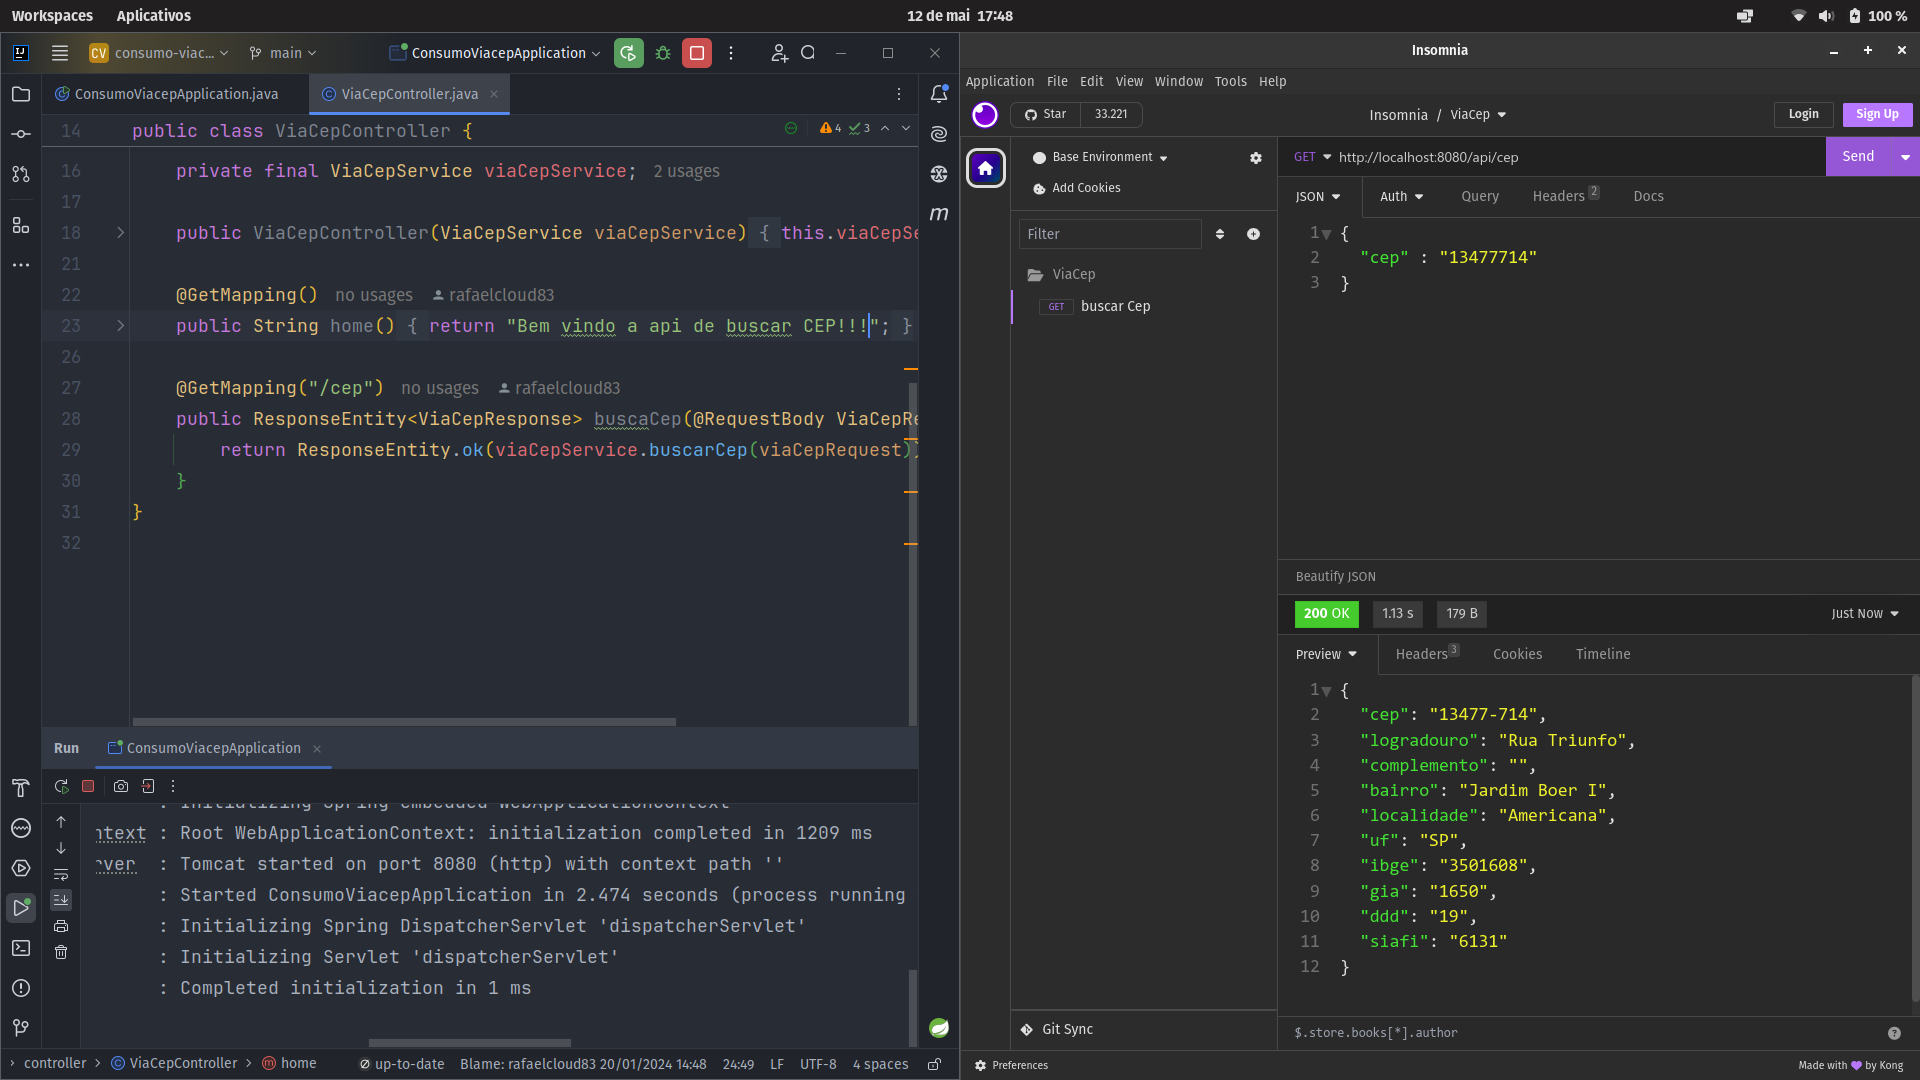 Workspaces Aplicativos 12 de mai 17:48 100 %
IJ CV consumo-viac... main ConsumoViacepApplication
ConsumoViacepApplication.java ViaCepController.java
14 public class ViaCepController { 4 3
16 private final ViaCepService viaCepService; 2 usages
17
18 public ViaCepController(ViaCepService viaCepService) { this.viaCepSe
21
22 @GetMapping() no usages rafaelcloud83
23 public String home() { return "Bem vindo a api de buscar CEP!!!"; }
26
27 @GetMapping("/cep") no usages rafaelcloud83
28 public ResponseEntity<ViaCepResponse> buscaCep(@RequestBody ViaCepRe
29 return ResponseEntity.ok(viaCepService.buscarCep(viaCepRequest)
30 }
31 }
32
m
Run ConsumoViacepApplication
: Initializing Spring embedded WebApplicationContext
ntext : Root WebApplicationContext: initialization completed in 1209 ms
rver : Tomcat started on port 8080 (http) with context path ''
: Started ConsumoViacepApplication in 2.474 seconds (process running
: Initializing Spring DispatcherServlet 'dispatcherServlet'
: Initializing Servlet 'dispatcherServlet'
: Completed initialization in 1 ms
controller ViaCepController home up-to-date Blame: rafaelcloud83 20/01/2024 14:48 24:49 LF UTF-8 4 spaces
Insomnia
Application File Edit View Window Tools Help
Star 33.221 Insomnia / ViaCep Login Sign Up
Base Environment
Add Cookies
Filter
ViaCep
GET buscar Cep
Git Sync
GET http://localhost:8080/api/cep Send
JSON Auth Query Headers 2 Docs
1 {
2 "cep" : "13477714"
3 }
Beautify JSON
200 OK 1.13 s 179 B Just Now
Preview Headers 3 Cookies Timeline
1 {
2 "cep": "13477-714",
3 "logradouro": "Rua Triunfo",
4 "complemento": "",
5 "bairro": "Jardim Boer I",
6 "localidade": "Americana",
7 "uf": "SP",
8 "ibge": "3501608",
9 "gia": "1650",
10 "ddd": "19",
11 "siafi": "6131"
12 }
$.store.books[*].author
Preferences Made with by Kong